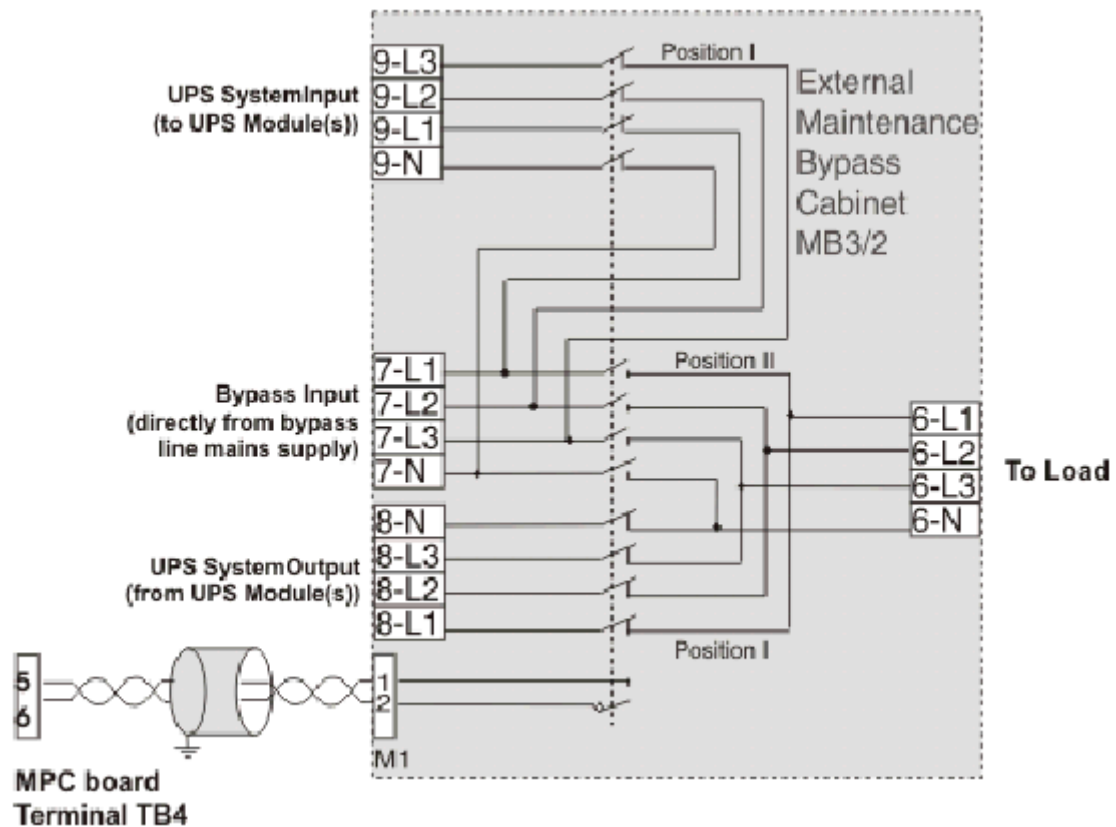 9-L3
9-L2
9-L1
9-N
UPS SystemInput
(to UPS Module(s))
Position I
External
Maintenance
Bypass
Cabinet
MB3/2
7-L1
7-L2
7-L3
7-N
Bypass Input
(directly from bypass
line mains supply)
Position II
6-L1
6-L2
6-L3
6-N
To Load
8-N
8-L3
8-L2
8-L1
UPS SystemOutput
(from UPS Module(s))
Position I
5
6
1
2
M1
MPC board
Terminal TB4